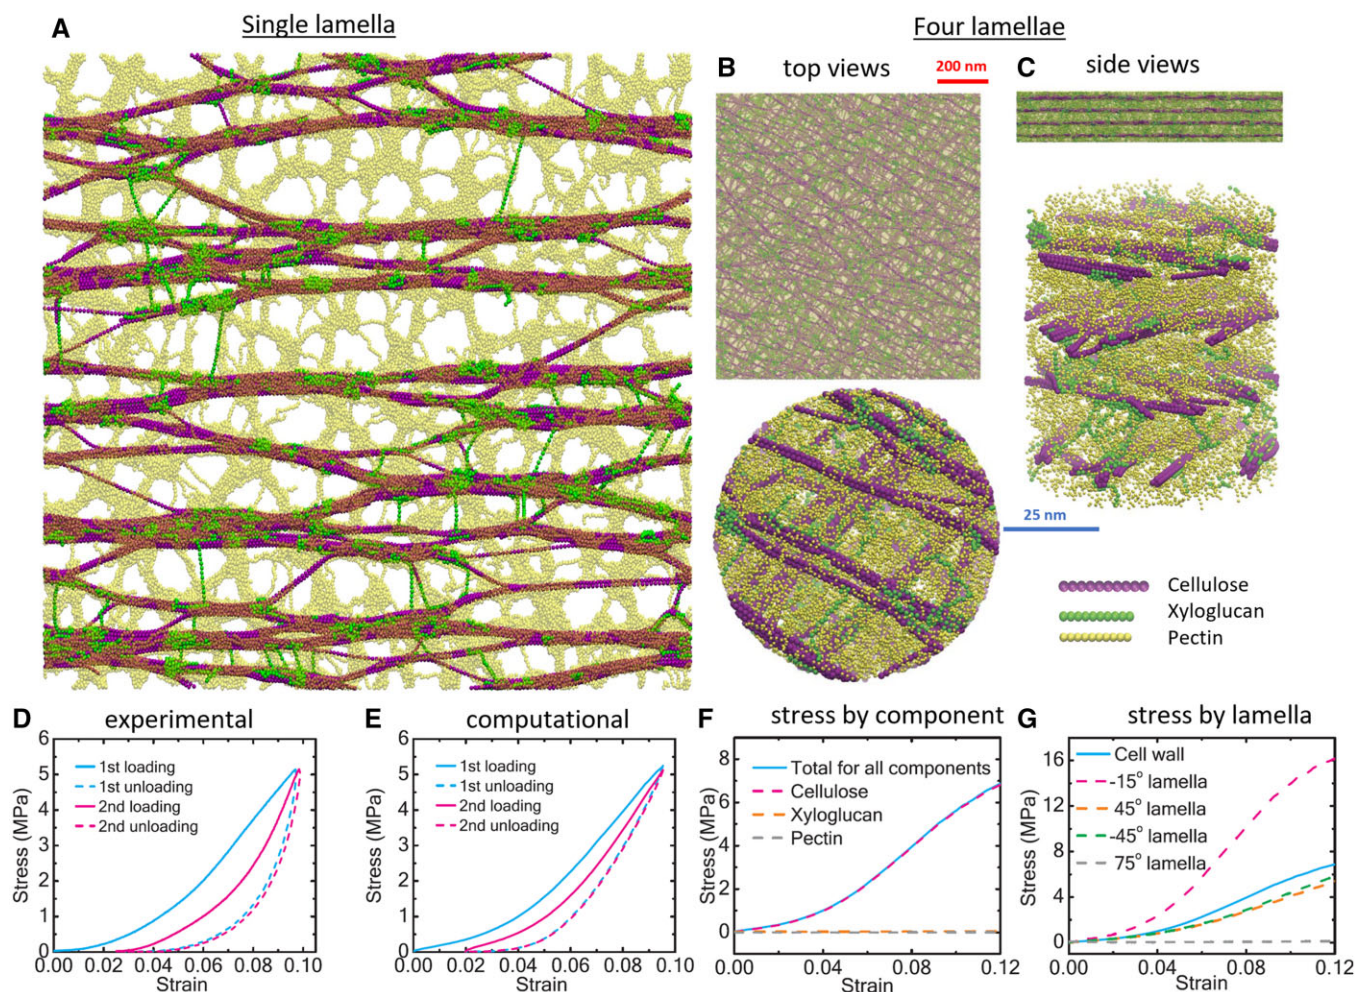 A
Single lamella
Four lamellae
B
top views
200 nm
C
side views
25 nm
Cellulose
Xyloglucan
Pectin
D
experimental
6
5
4
3
2
1
0
Stress (MPa)
1st loading
1st unloading
2nd loading
2nd unloading
0.00 0.02 0.04 0.06 0.08 0.10
Strain
E
computational
6
5
4
3
2
1
0
Stress (MPa)
1st loading
1st unloading
2nd loading
2nd unloading
0.00 0.02 0.04 0.06 0.08 0.10
Strain
F
stress by component
8
6
4
2
0
Stress (MPa)
Total for all components
Cellulose
Xyloglucan
Pectin
0.00 0.04 0.08 0.12
Strain
G
stress by lamella
16
12
8
4
0
Stress (MPa)
Cell wall
-15° lamella
45° lamella
-45° lamella
75° lamella
0.00 0.04 0.08 0.12
Strain